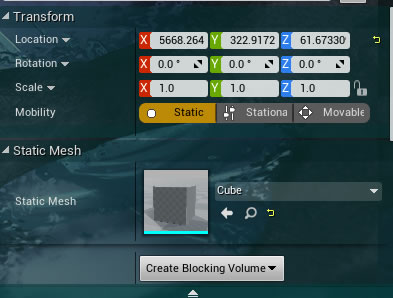 Transform
Location X 5668.264 Y 322.9172 Z 61.67330
Rotation X 0.0 ° Y 0.0 ° Z 0.0 °
Scale X 1.0 Y 1.0 Z 1.0
Mobility Static Stationa Movable
Static Mesh
Static Mesh Cube
Create Blocking Volume